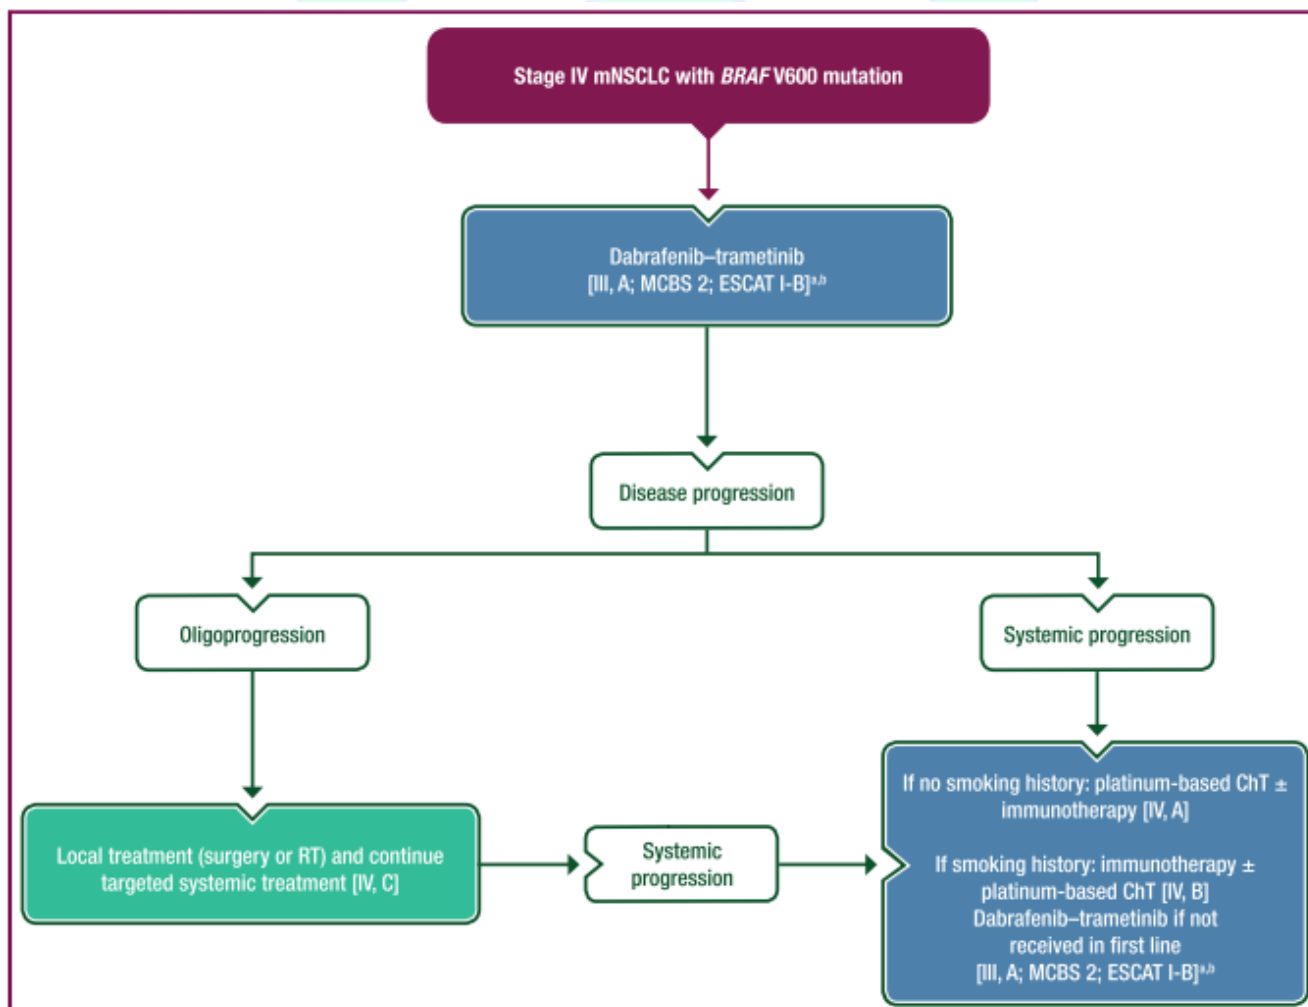 Stage IV mNSCLC with BRAF V600 mutation
Dabrafenib–trametinib
[III, A; MCBS 2; ESCAT I-B]a,b
Disease progression
Oligoprogression
Systemic progression
Local treatment (surgery or RT) and continue
targeted systemic treatment [IV, C]
Systemic
progression
If no smoking history: platinum-based ChT ±
immunotherapy [IV, A]
If smoking history: immunotherapy ±
platinum-based ChT [IV, B]
Dabrafenib–trametinib if not
received in first line
[III, A; MCBS 2; ESCAT I-B]a,b